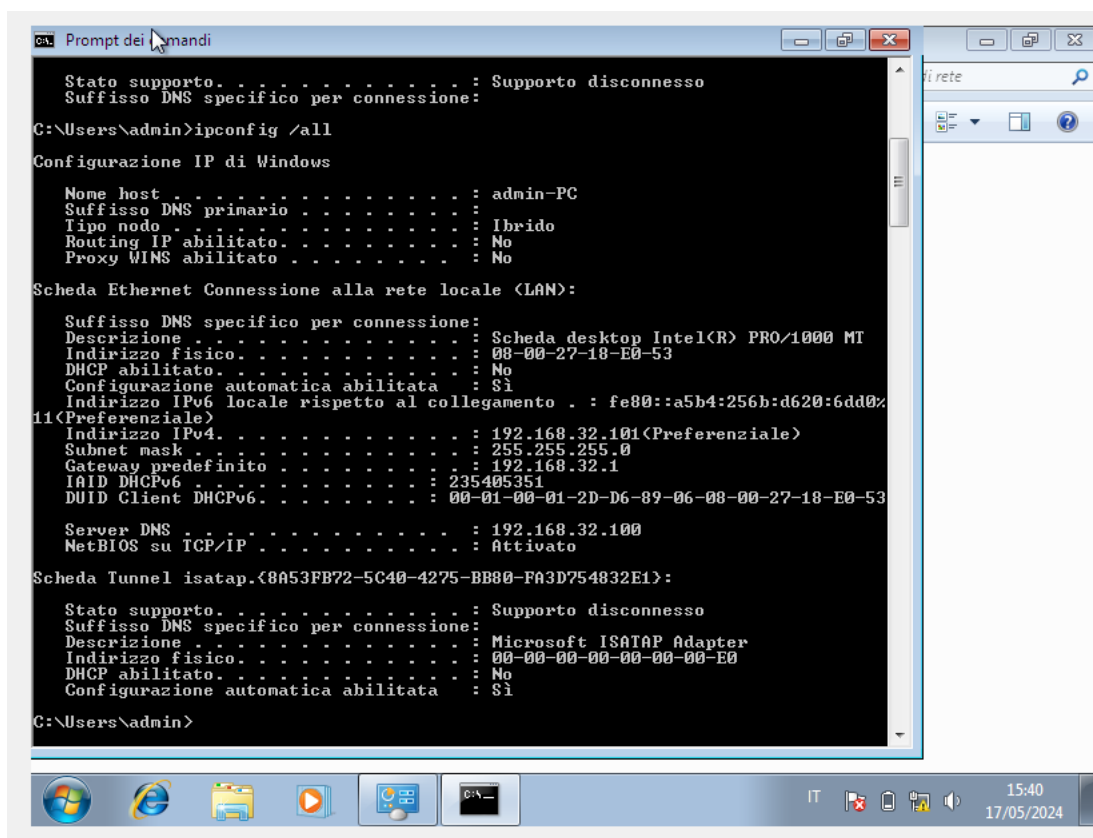 Prompt dei mandi
di rete
Stato supporto. . . . . . . . . . . . : Supporto disconnesso
Suffisso DNS specifico per connessione:
C:\Users\admin>ipconfig /all
Configurazione IP di Windows
Nome host . . . . . . . . . . . . . . : admin-PC
Suffisso DNS primario . . . . . . . . :
Tipo nodo . . . . . . . . . . . . . . : Ibrido
Routing IP abilitato. . . . . . . . . : No
Proxy WINS abilitato . . . . . . . . : No
Scheda Ethernet Connessione alla rete locale (LAN):
Suffisso DNS specifico per connessione:
Descrizione . . . . . . . . . . . . . : Scheda desktop Intel(R) PRO/1000 MT
Indirizzo fisico. . . . . . . . . . . : 08-00-27-18-E0-53
DHCP abilitato. . . . . . . . . . . . : No
Configurazione automatica abilitata : Sì
Indirizzo IPv6 locale rispetto al collegamento . : fe80::a5b4:256b:d620:6dd0%
11(Preferenziale)
Indirizzo IPv4. . . . . . . . . . . . : 192.168.32.101(Preferenziale)
Subnet mask . . . . . . . . . . . . . : 255.255.255.0
Gateway predefinito . . . . . . . . . : 192.168.32.1
IAID DHCPv6 . . . . . . . . . . . : 235405351
DUID Client DHCPv6. . . . . . . . : 00-01-00-01-2D-D6-89-06-08-00-27-18-E0-53
Server DNS . . . . . . . . . . . . . : 192.168.32.100
NetBIOS su TCP/IP . . . . . . . . . . : Attivato
Scheda Tunnel isatap.{8A53FB72-5C40-4275-BB80-FA3D754832E1}:
Stato supporto. . . . . . . . . . . . : Supporto disconnesso
Suffisso DNS specifico per connessione:
Descrizione . . . . . . . . . . . . . : Microsoft ISATAP Adapter
Indirizzo fisico. . . . . . . . . . . : 00-00-00-00-00-00-00-E0
DHCP abilitato. . . . . . . . . . . . : No
Configurazione automatica abilitata : Sì
C:\Users\admin>
IT
15:40
17/05/2024